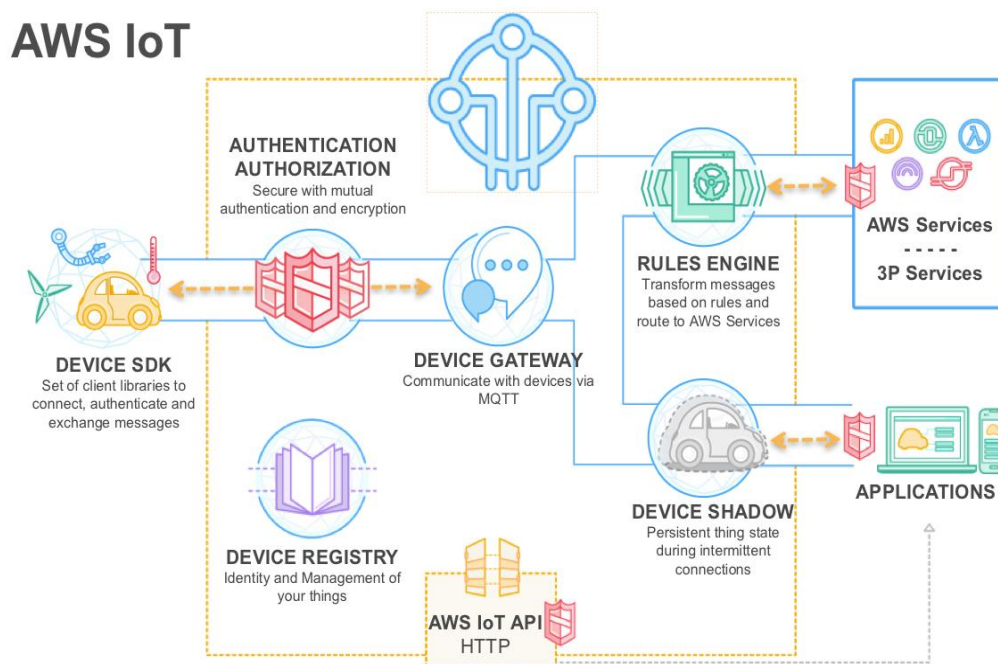 AWS IoT
AUTHENTICATION
AUTHORIZATION
Secure with mutual
authentication and encryption
DEVICE SDK
Set of client libraries to
connect, authenticate and
exchange messages
DEVICE GATEWAY
Communicate with devices via
MQTT
RULES ENGINE
Transform messages
based on rules and
route to AWS Services
AWS Services
- - - - -
3P Services
DEVICE REGISTRY
Identity and Management of
your things
DEVICE SHADOW
Persistent thing state
during intermittent
connections
APPLICATIONS
AWS IoT API
HTTP